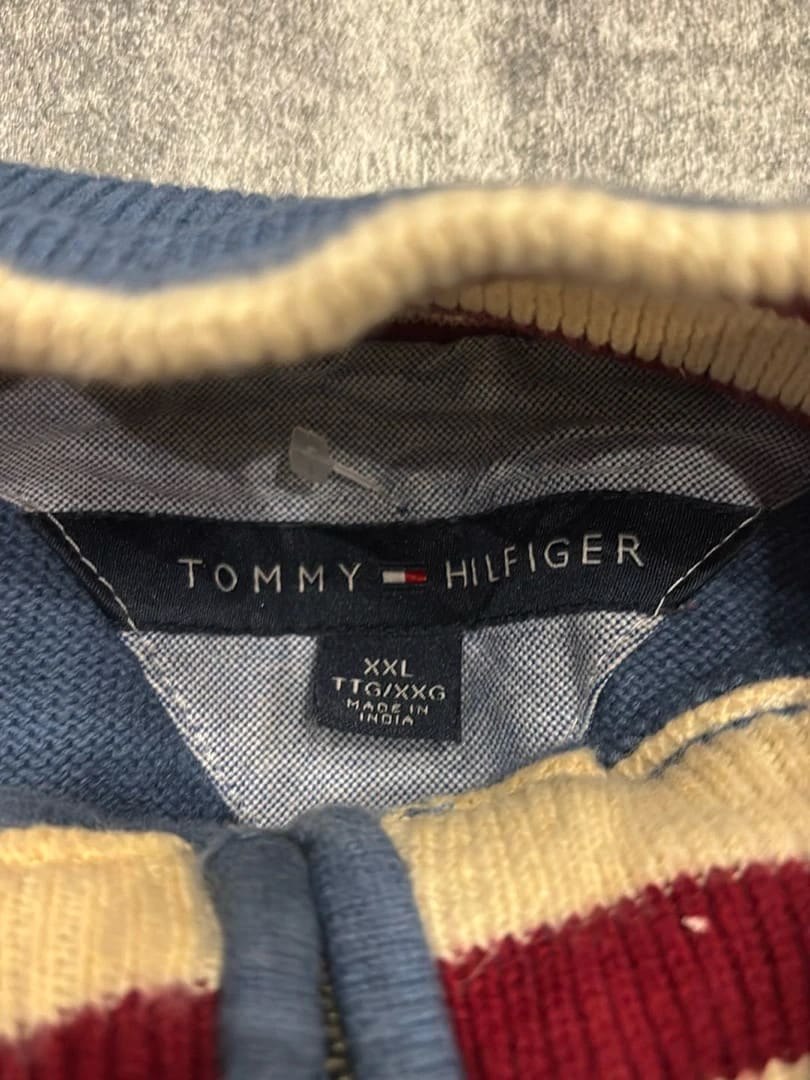 TOMMY HILFIGER
XXL
TTG/XXG
MADE IN
INDIA